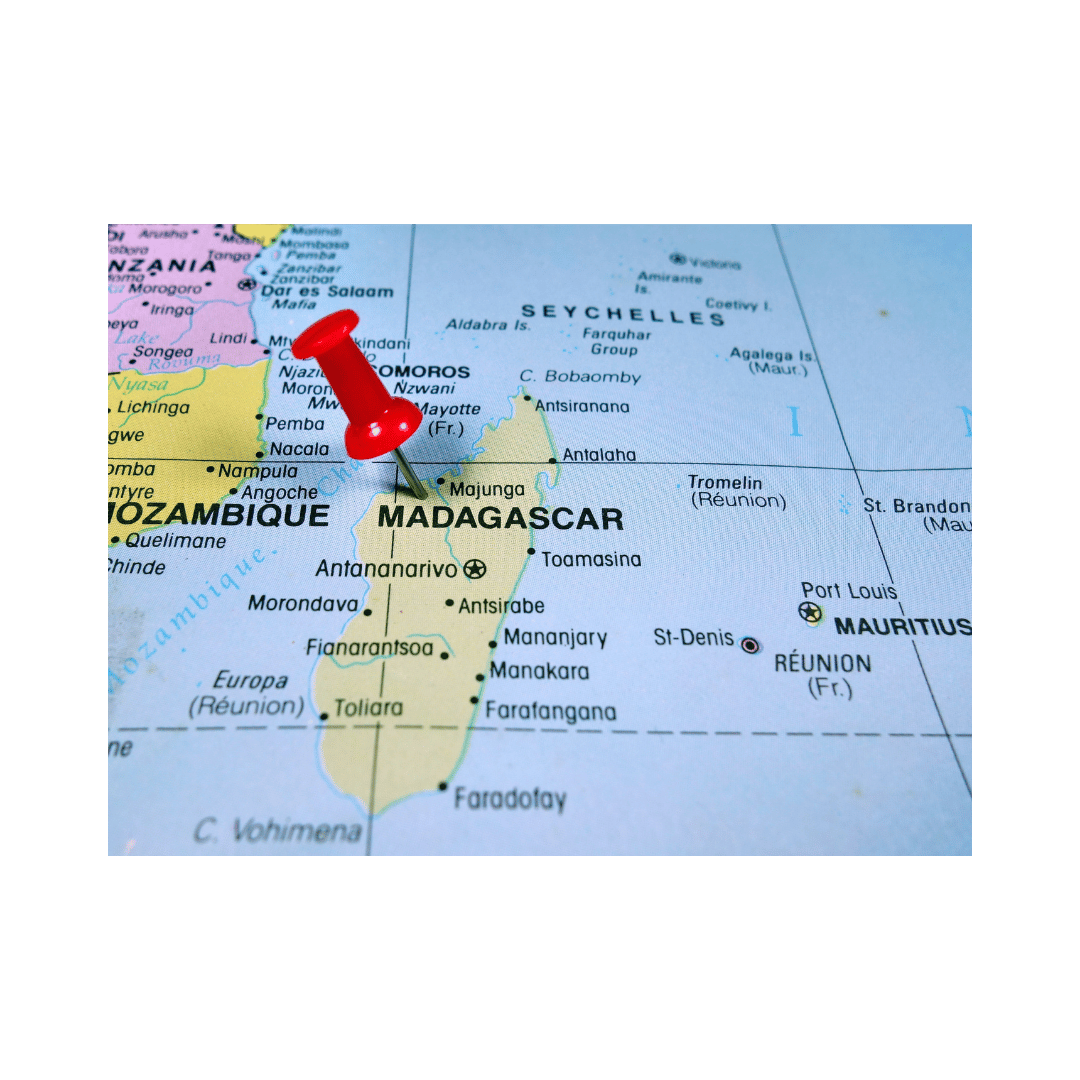 Arusha
Malindi
Mombasa
Tanga
Pemba
NZANIA
Zanzibar
Zanzibar
Morogoro
Dar es Salaam
Mafia
Iringa
eya
Lake
Nyasa
Lindi
Songea
Rovuma
Victoria
Amirante
Is.
Coetivy I.
SEYCHELLES
Aldabra Is.
Farquhar
Group
Agalega Is.
(Maur.)
kindani
COMOROS
Nzwani
Moron
Mayotte
(Fr.)
C. Bobaomby
Antsiranana
Lichinga
Pemba
gwe
Nacala
omba
Nampula
Antalaha
ntyre
Angoche
Cha
Majunga
Tromelin
(Réunion)
St. Brandon
(Mau
MOZAMBIQUE
MADAGASCAR
Quelimane
Chinde
Mozambique
Antananarivo
Toamasina
I
N
Port Louis
MAURITIUS
Morondava
Antsirabe
Fianarantsoa
Mananjary
St-Denis
RÉUNION
(Fr.)
Manakara
Europa
(Réunion)
Toliara
Farafangana
ne
Faradofay
C. Vohimena